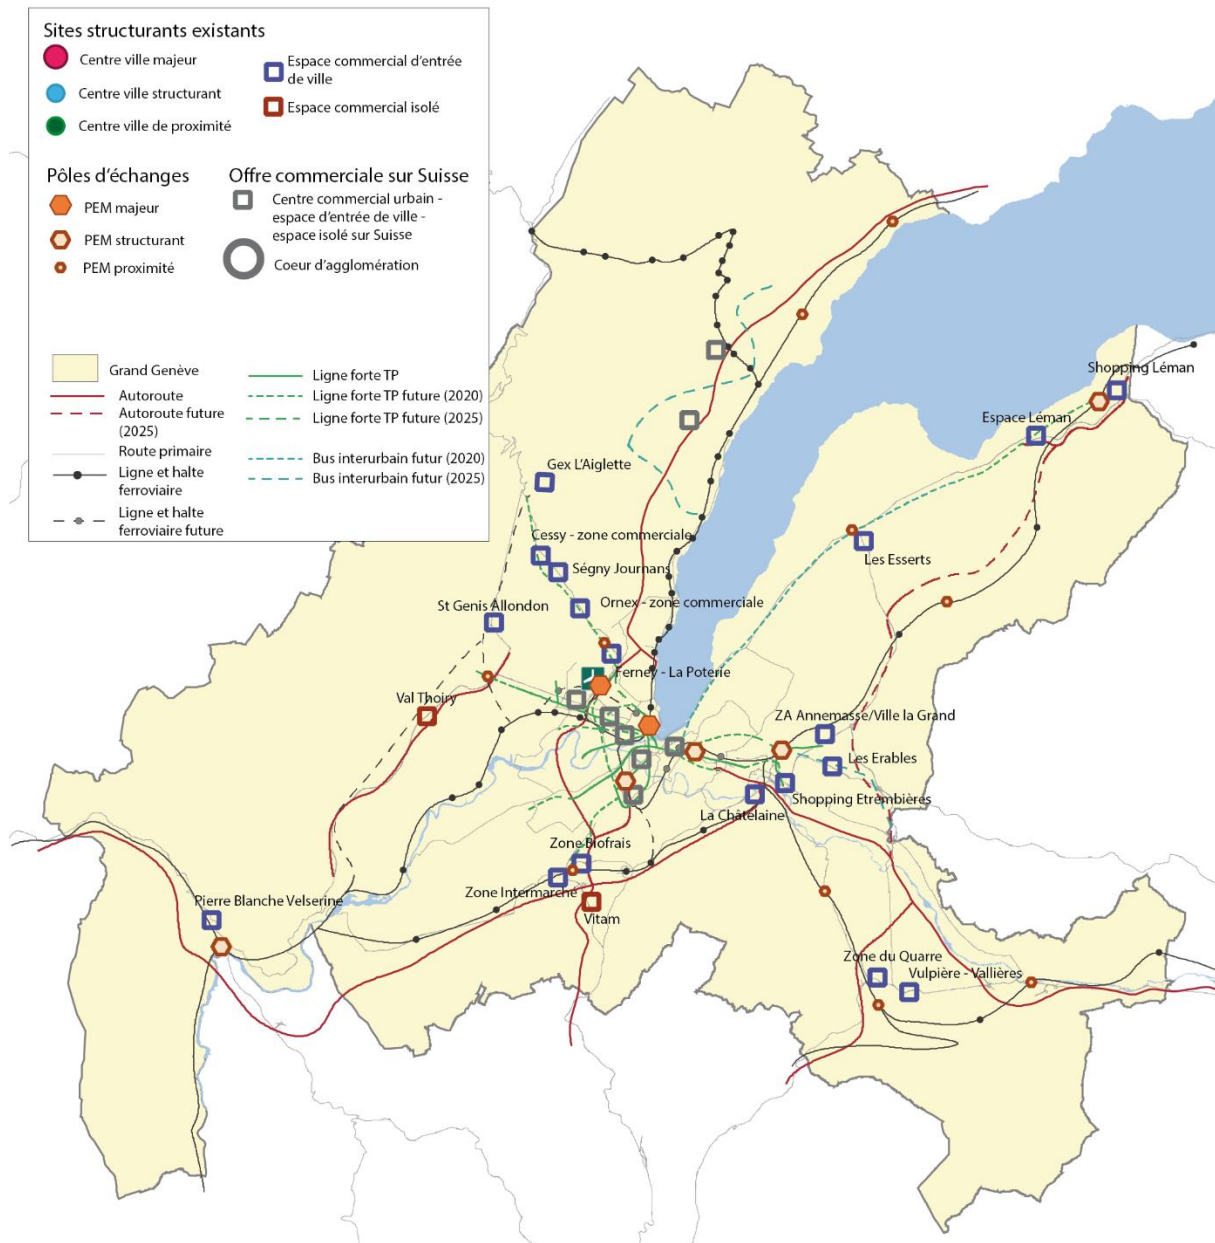 Sites structurants existants
Centre ville majeur
Centre ville structurant
Centre ville de proximité
Espace commercial d'entrée
de ville
Espace commercial isolé
Pôles d'échanges
PEM majeur
PEM structurant
PEM proximité
Offre commerciale sur Suisse
Centre commercial urbain -
espace d'entrée de ville -
espace isolé sur Suisse
Coeur d'agglomération
Grand Genève
Autoroute
Autoroute future
(2025)
Route primaire
Ligne et halte
ferroviaire
Ligne et halte
ferroviaire future
Ligne forte TP
Ligne forte TP future (2020)
Ligne forte TP future (2025)
Bus interurbain futur (2020)
Bus interurbain futur (2025)
Shopping Léman
Espace Léman
Gex L'Aiglette
Cessy - zone commerciale
Les Esserts
Ségny Journans
St Genis Allondon
Ornex - zone commerciale
Ferney - La Poterie
Val Thoiry
ZA Annemasse/Ville la Grand
Les Erables
Shopping Etrembières
La Châtelaine
Zone Biofrais
Zone Intermarché
Pierre Blanche Velserine
Vitam
Zone du Quarre
Vulpière - Vallières